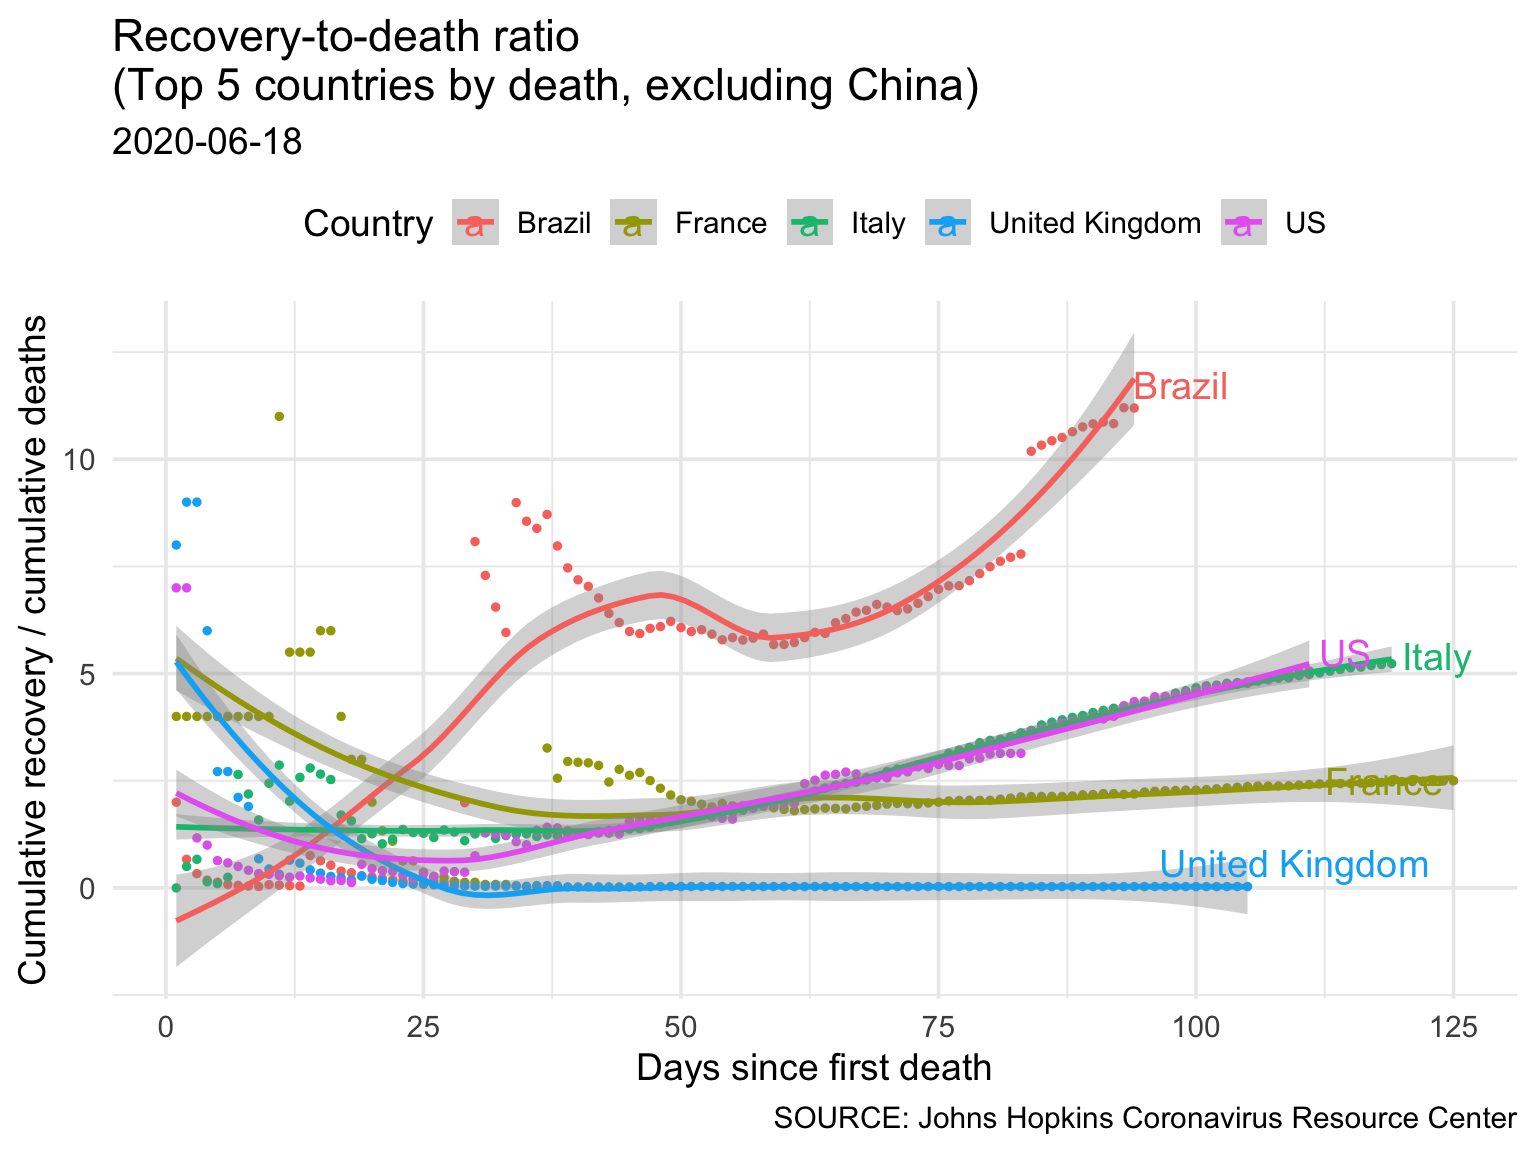 Recovery-to-death ratio
(Top 5 countries by death, excluding China)
2020-06-18
Country a Brazil a France a Italy a United Kingdom a US
Cumulative recovery / cumulative deaths
10
5
0
Brazil
US
Italy
France
United Kingdom
0 25 50 75 100 125
Days since first death
SOURCE: Johns Hopkins Coronavirus Resource Center